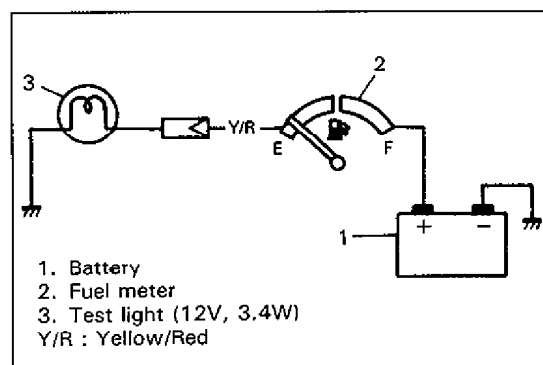 3
2
Y/R
E
F
1
+ −
1. Battery
2. Fuel meter
3. Test light (12V, 3.4W)
Y/R : Yellow/Red